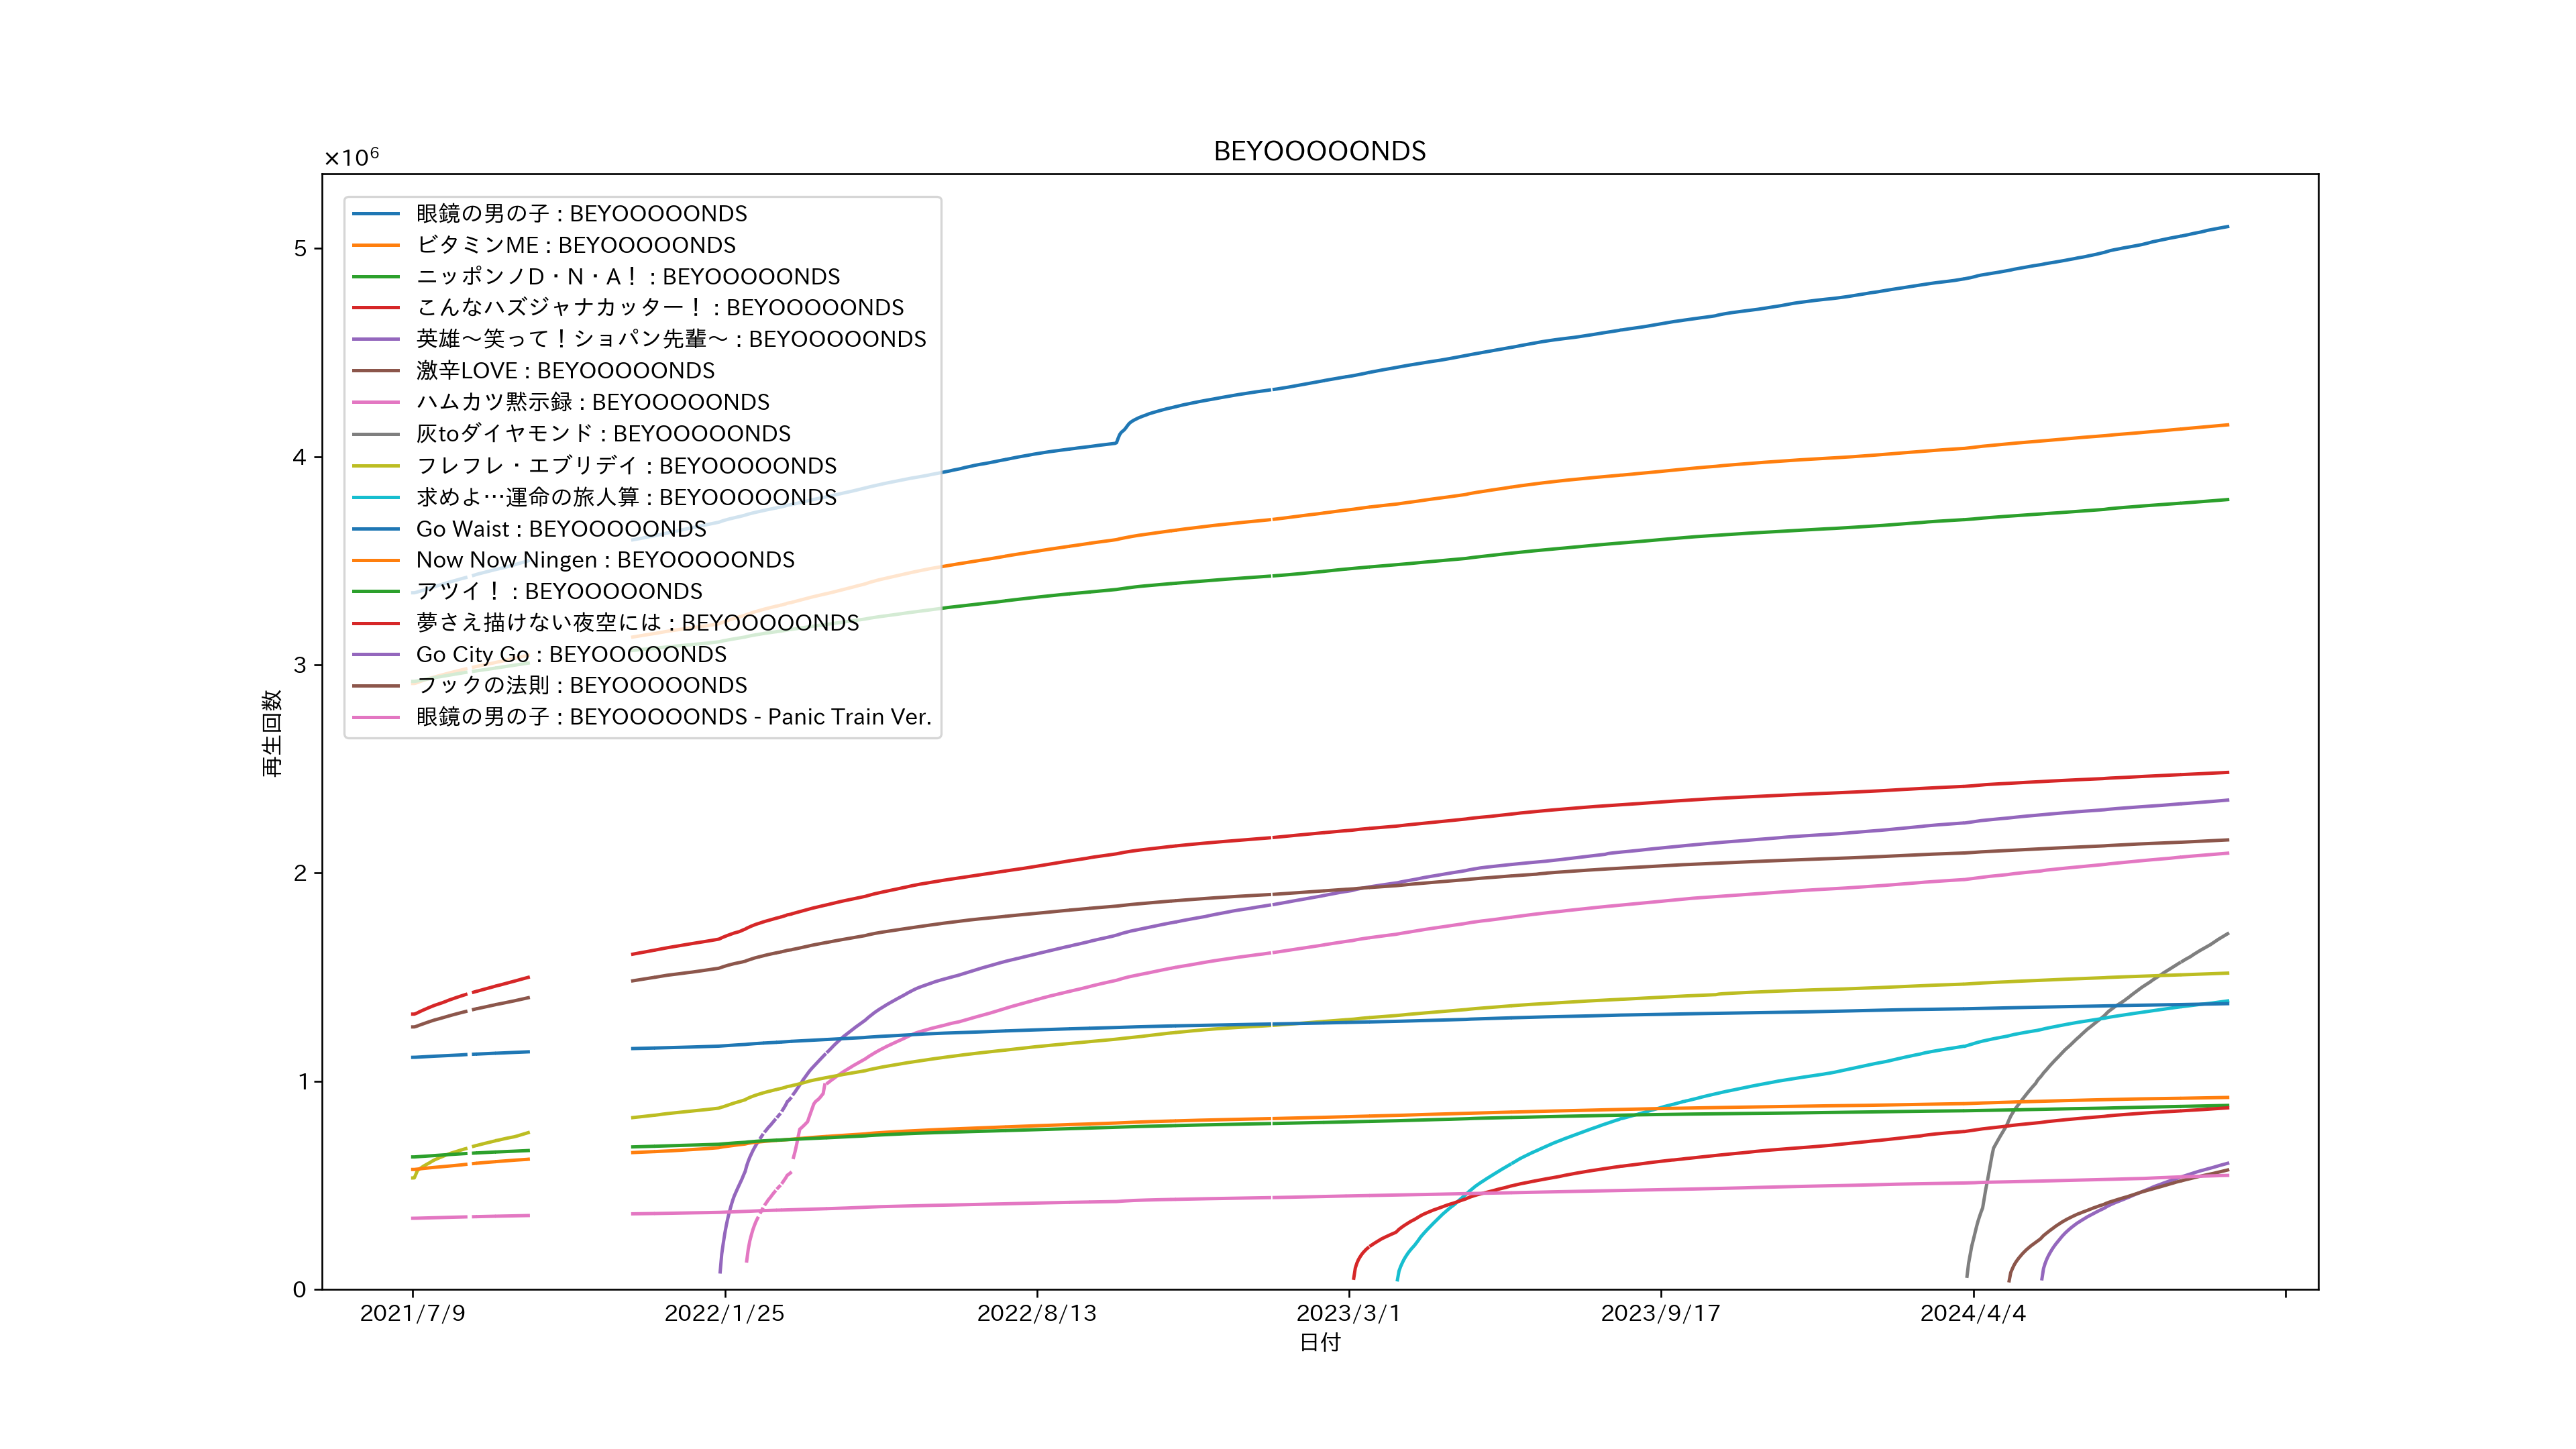 BEYOOOOONDS
×10⁶
眼鏡の男の子 : BEYOOOOONDS
ビタミンME : BEYOOOOONDS
ニッポンノD・N・A！ : BEYOOOOONDS
こんなハズジャナカッター！ : BEYOOOOONDS
英雄〜笑って！ショパン先輩〜 : BEYOOOOONDS
激辛LOVE : BEYOOOOONDS
ハムカツ黙示録 : BEYOOOOONDS
灰toダイヤモンド : BEYOOOOONDS
フレフレ・エブリデイ : BEYOOOOONDS
求めよ…運命の旅人算 : BEYOOOOONDS
Go Waist : BEYOOOOONDS
Now Now Ningen : BEYOOOOONDS
アツイ！ : BEYOOOOONDS
夢さえ描けない夜空には : BEYOOOOONDS
Go City Go : BEYOOOOONDS
フックの法則 : BEYOOOOONDS
眼鏡の男の子 : BEYOOOOONDS - Panic Train Ver.
5
4
3
2
1
0
再生回数
2021/7/9
2022/1/25
2022/8/13
2023/3/1
2023/9/17
2024/4/4
日付